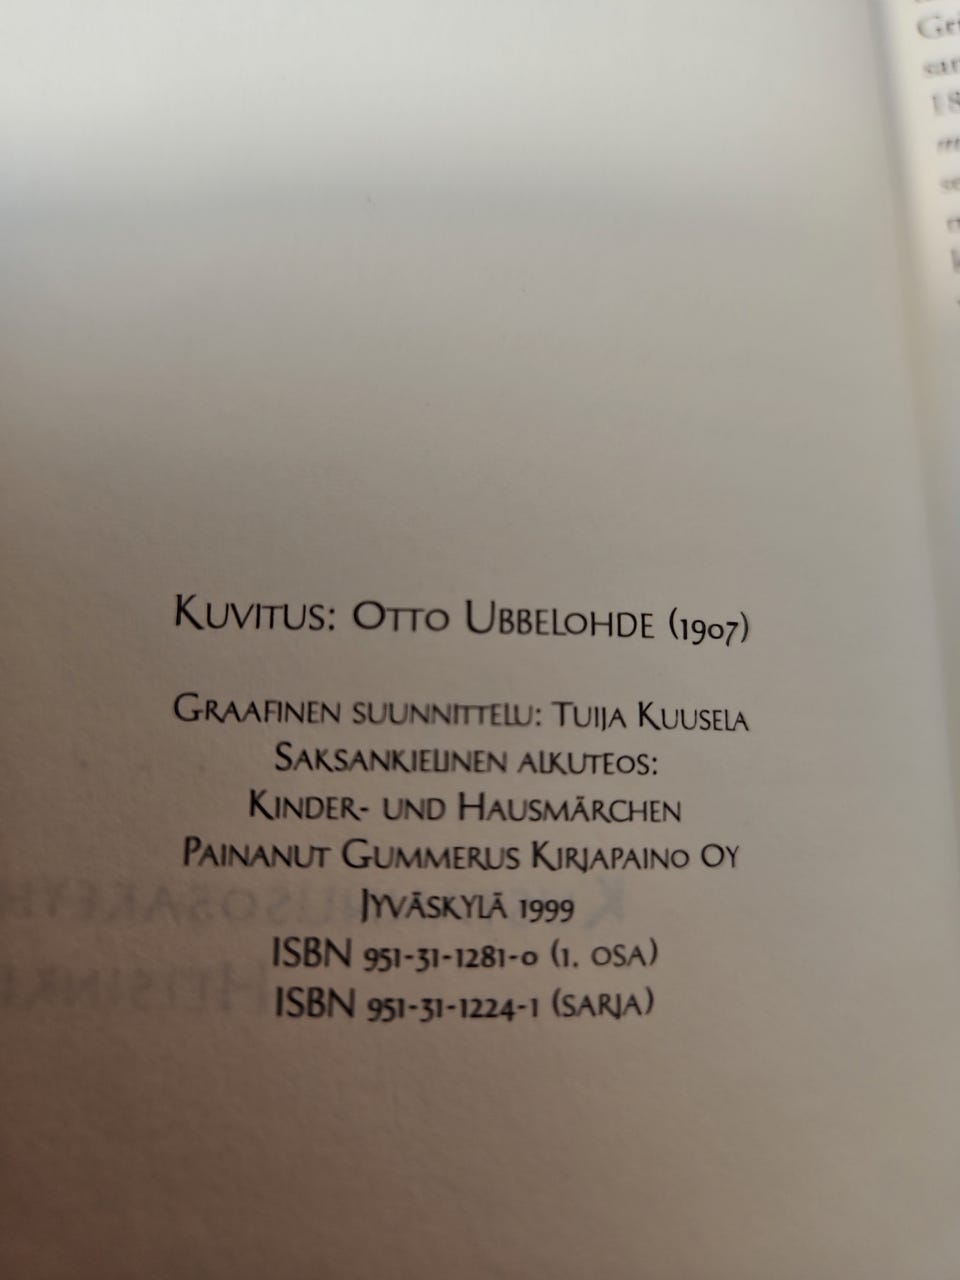 Kuvitus: Otto Ubbelohde (1907)
Graafinen suunnittelu: Tuija Kuusela
Saksankielinen alkuteos:
Kinder- und Hausmärchen
Painanut Gummerus Kirjapaino Oy
Jyväskylä 1999
ISBN 951-31-1281-0 (1. osa)
ISBN 951-31-1224-1 (sarja)